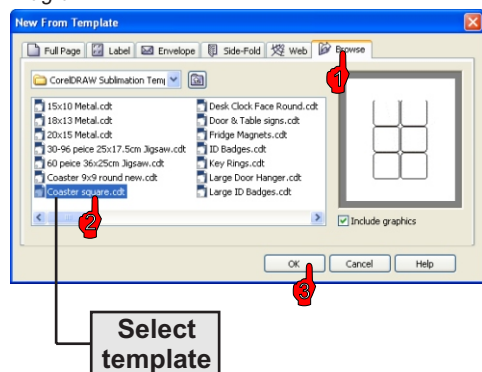 New From Template
Full Page Label Envelope Side-Fold Web Browse
CorelDRAW Sublimation Temp
15x10 Metal.cdt
18x13 Metal.cdt
20x15 Metal.cdt
30-96 peice 25x17.5cm Jigsaw.cdt
60 peice 36x25cm Jigsaw.cdt
Coaster 9x9 round new.cdt
Coaster square.cdt
Desk Clock Face Round.cdt
Door & Table signs.cdt
Fridge Magnets.cdt
ID Badges.cdt
Key Rings.cdt
Large Door Hanger.cdt
Large ID Badges.cdt
Include graphics
OK Cancel Help
1
2
3
Select
template